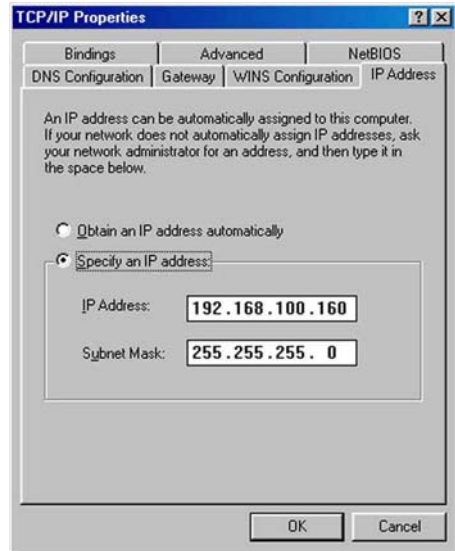 TCP/IP Properties
Bindings Advanced NetBIOS
DNS Configuration Gateway WINS Configuration IP Address
An IP address can be automatically assigned to this computer.
If your network does not automatically assign IP addresses, ask
your network administrator for an address, and then type it in
the space below.
Obtain an IP address automatically
Specify an IP address:
IP Address: 192.168.100.160
Subnet Mask: 255.255.255. 0
OK Cancel